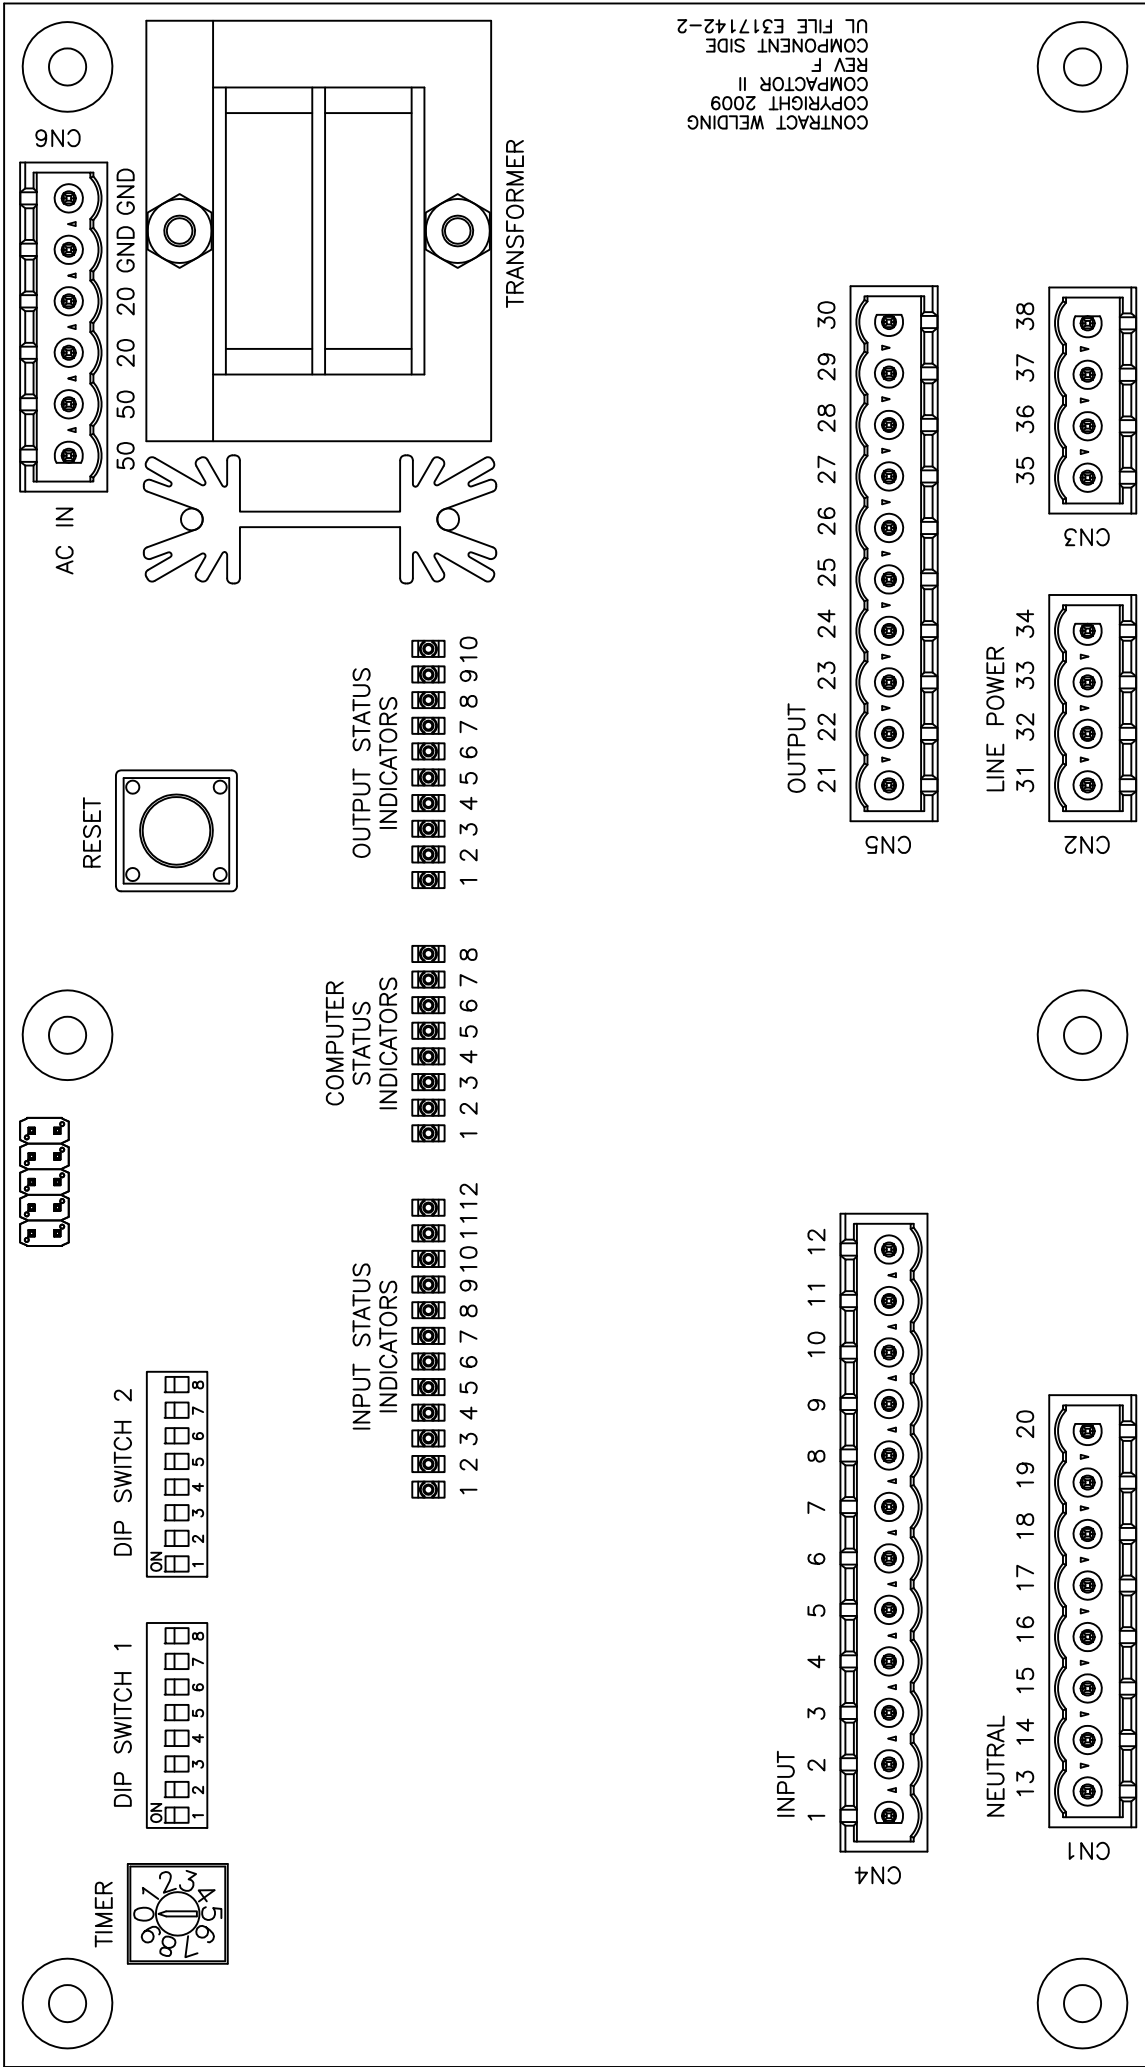 CONTRACT WELDING
COPYRIGHT 2009
COMPACTOR II
REV F
COMPONENT SIDE
UL FILE E317142-2
TIMER
0 1 2 3 4 5 6 7 8 9
DIP SWITCH 1
ON
1 2 3 4 5 6 7 8
DIP SWITCH 2
ON
1 2 3 4 5 6 7 8
RESET
AC IN
50 50 20 20 GND GND
CN6
TRANSFORMER
INPUT STATUS
INDICATORS
1 2 3 4 5 6 7 8 9 10 11 12
COMPUTER
STATUS
INDICATORS
1 2 3 4 5 6 7 8
OUTPUT STATUS
INDICATORS
1 2 3 4 5 6 7 8 9 10
INPUT
1 2 3 4 5 6 7 8 9 10 11 12
CN4
OUTPUT
21 22 23 24 25 26 27 28 29 30
CN5
NEUTRAL
13 14 15 16 17 18 19 20
CN1
LINE POWER
31 32 33 34
CN2
35 36 37 38
CN3